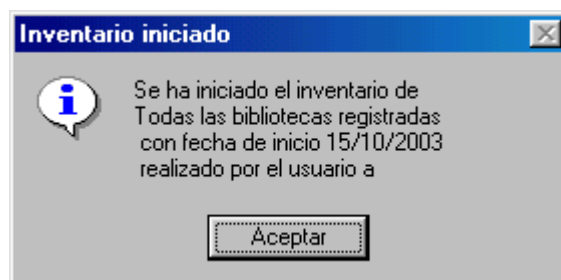 Inventario iniciado
Se ha iniciado el inventario de
Todas las bibliotecas registradas
con fecha de inicio 15/10/2003
realizado por el usuario a
Aceptar